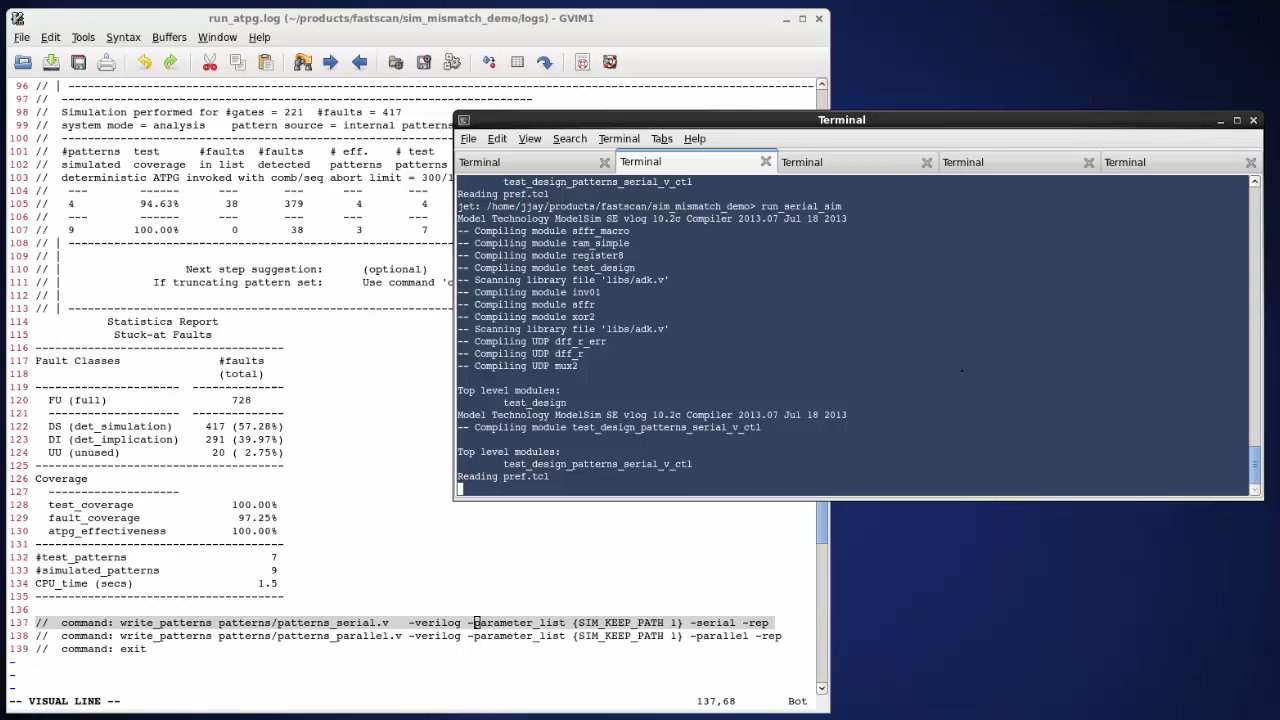 run_atpg.log (~/products/fastscan/sim_mismatch_demo/logs) - GVIM1
File Edit Tools Syntax Buffers Window Help
96 // | ------------------------------------------------------------------------------------------------------------------
97 // ------------------------------------------------------------------------
98 // Simulation performed for #gates = 221 #faults = 417
99 // system mode = analysis pattern source = internal patterns
100 // ------------------------------------------------------------------------
101 // #patterns test #faults #faults # eff. # test
102 // simulated coverage in list detected patterns patterns
103 // deterministic ATPG invoked with comb/seq abort limit = 300/1
104 // --- ------ --- --- --- ---
105 // 4 94.63% 38 379 4 4
106 // --- ------ --- --- --- ---
107 // 9 100.00% 0 38 3 7
108 // | ------------------------------------------------------------
109 // |
110 // | Next step suggestion: (optional)
111 // | If truncating pattern set: Use command 'c
112 // |
113 // | ------------------------------------------------------------
114 Statistics Report
115 Stuck-at Faults
116 --------------------------------------
117 Fault Classes #faults
118 (total)
119 ---------------------- --------------
120 FU (full) 728
121 -------------------- --------------
122 DS (det_simulation) 417 (57.28%)
123 DI (det_implication) 291 (39.97%)
124 UU (unused) 20 ( 2.75%)
125 --------------------------------------
126 Coverage
127 --------------------
128 test_coverage 100.00%
129 fault_coverage 97.25%
130 atpg_effectiveness 100.00%
131 --------------------------------------
132 #test_patterns 7
133 #simulated_patterns 9
134 CPU_time (secs) 1.5
135 --------------------------------------
136
137 // command: write_patterns patterns/patterns_serial.v -verilog -parameter_list {SIM_KEEP_PATH 1} -serial -rep
138 // command: write_patterns patterns/patterns_parallel.v -verilog -parameter_list {SIM_KEEP_PATH 1} -parallel -rep
139 // command: exit
~
~
~
-- VISUAL LINE -- 137,68 Bot
Terminal
File Edit View Search Terminal Tabs Help
Terminal Terminal Terminal Terminal Terminal
test_design_patterns_serial_v_ctl
Reading pref.tcl
jet: /home/jjay/products/fastscan/sim_mismatch_demo> run_serial_sim
Model Technology ModelSim SE vlog 10.2c Compiler 2013.07 Jul 18 2013
-- Compiling module sffr_macro
-- Compiling module ram_simple
-- Compiling module register8
-- Compiling module test_design
-- Scanning library file 'libs/adk.v'
-- Compiling module inv01
-- Compiling module sffr
-- Compiling module xor2
-- Scanning library file 'libs/adk.v'
-- Compiling UDP dff_r_err
-- Compiling UDP dff_r
-- Compiling UDP mux2
Top level modules:
test_design
Model Technology ModelSim SE vlog 10.2c Compiler 2013.07 Jul 18 2013
-- Compiling module test_design_patterns_serial_v_ctl
Top level modules:
test_design_patterns_serial_v_ctl
Reading pref.tcl